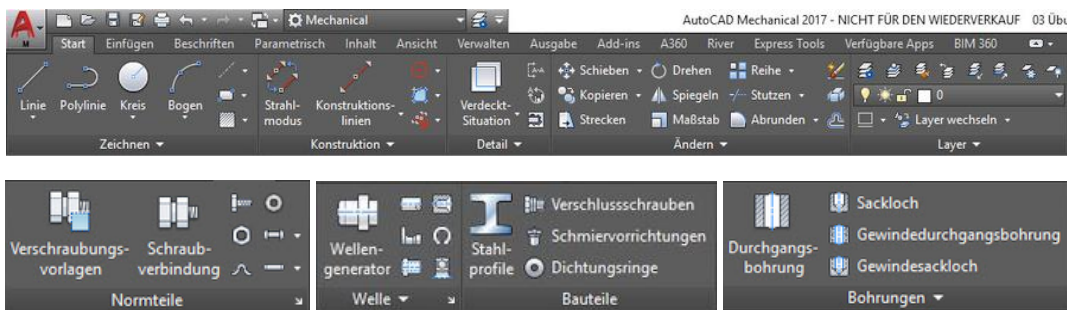 Mechanical
AutoCAD Mechanical 2017 - NICHT FÜR DEN WIEDERVERKAUF 03 Übu
M Start Einfügen Beschriften Parametrisch Inhalt Ansicht Verwalten Ausgabe Add-ins A360 River Express Tools Verfügbare Apps BIM 360
Schieben Drehen Reihe
Linie Polylinie Kreis Bogen Strahl-modus Konstruktions-linien Verdeckt-Situation Kopieren Spiegeln Stutzen 0
Strecken Maßstab Abrunden Layer wechseln
Zeichnen Konstruktion Detail Ändern Layer
Verschraubungs-vorlagen
Schraub-verbindung
Normteile
Wellen-generator
Welle
Stahl-profile
Verschlussschrauben
Schmiervorrichtungen
Dichtungsringe
Bauteile
Durchgangs-bohrung
Sackloch
Gewindedurchgangsbohrung
Gewindesackloch
Bohrungen